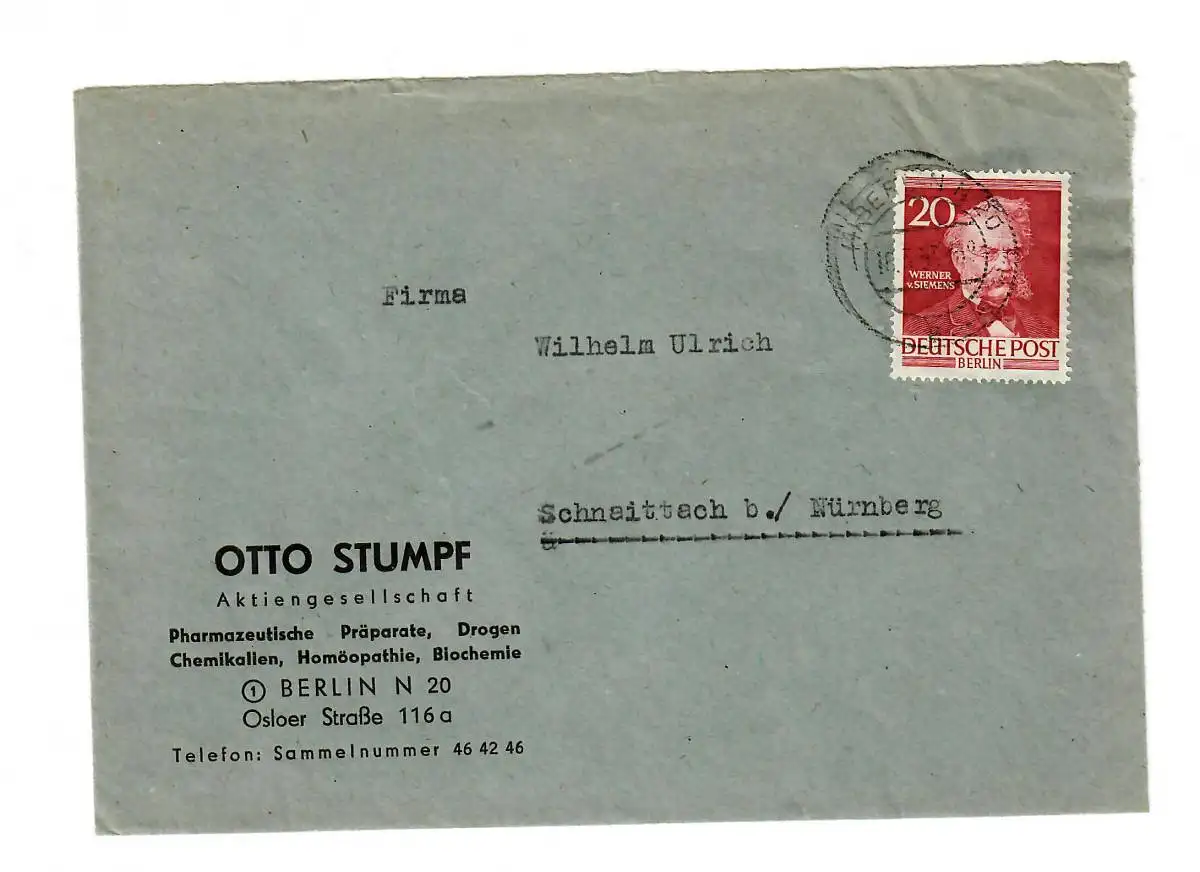 BERLIN
20
WERNER
v. SIEMENS
DEUTSCHE POST
BERLIN
Firma
Wilhelm Ulrich
Schnaittach b./ Nürnberg
OTTO STUMPF
Aktiengesellschaft
Pharmazeutische Präparate, Drogen
Chemikalien, Homöopathie, Biochemie
① BERLIN N 20
Osloer Straße 116a
Telefon: Sammelnummer 46 42 46